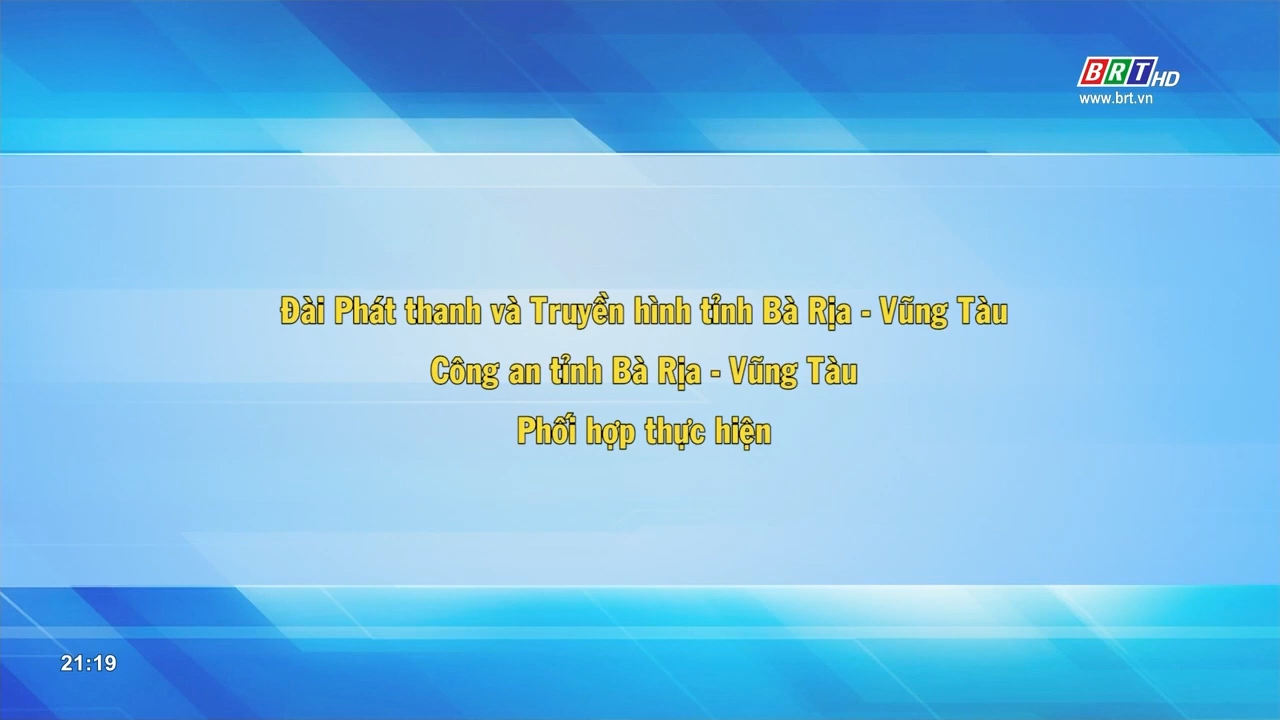 BRT HD
www.brt.vn
Đài Phát thanh và Truyền hình tỉnh Bà Rịa - Vũng Tàu
Công an tỉnh Bà Rịa - Vũng Tàu
Phối hợp thực hiện
21:19